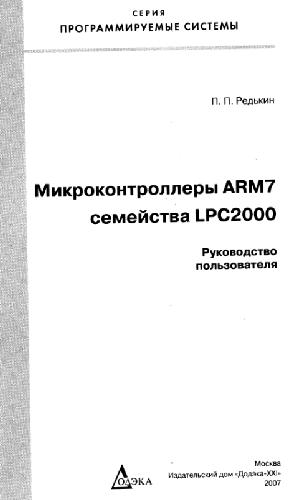 СЕРИЯ
ПРОГРАММИРУЕМЫЕ СИСТЕМЫ
П. П. Редькин
Микроконтроллеры ARM7
семейства LPC2000
Руководство
пользователя
ДОДЭКА
Москва
Издательский дом «Додэка-XXI»
2007